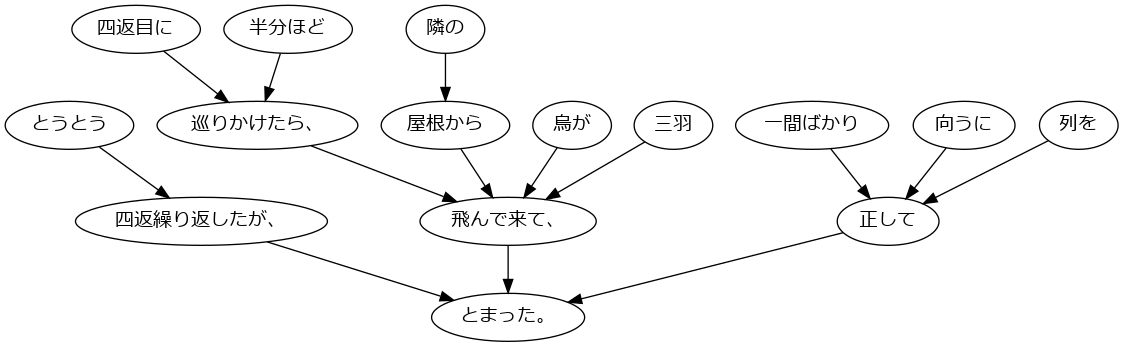 四返目に
半分ほど
隣の
とうとう
巡りかけたら、
屋根から
烏が
三羽
一間ばかり
向うに
列を
四返繰り返したが、
飛んで来て、
正して
とまった。